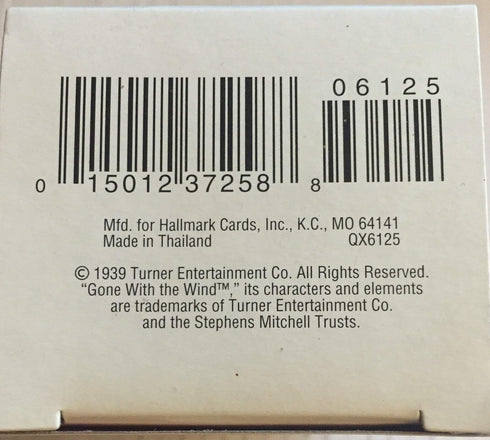 06125
0 15012 37258 8
Mfd. for Hallmark Cards, Inc., K.C., MO 64141
Made in Thailand QX6125
© 1939 Turner Entertainment Co. All Rights Reserved.
“Gone With the Wind™,” its characters and elements
are trademarks of Turner Entertainment Co.
and the Stephens Mitchell Trusts.